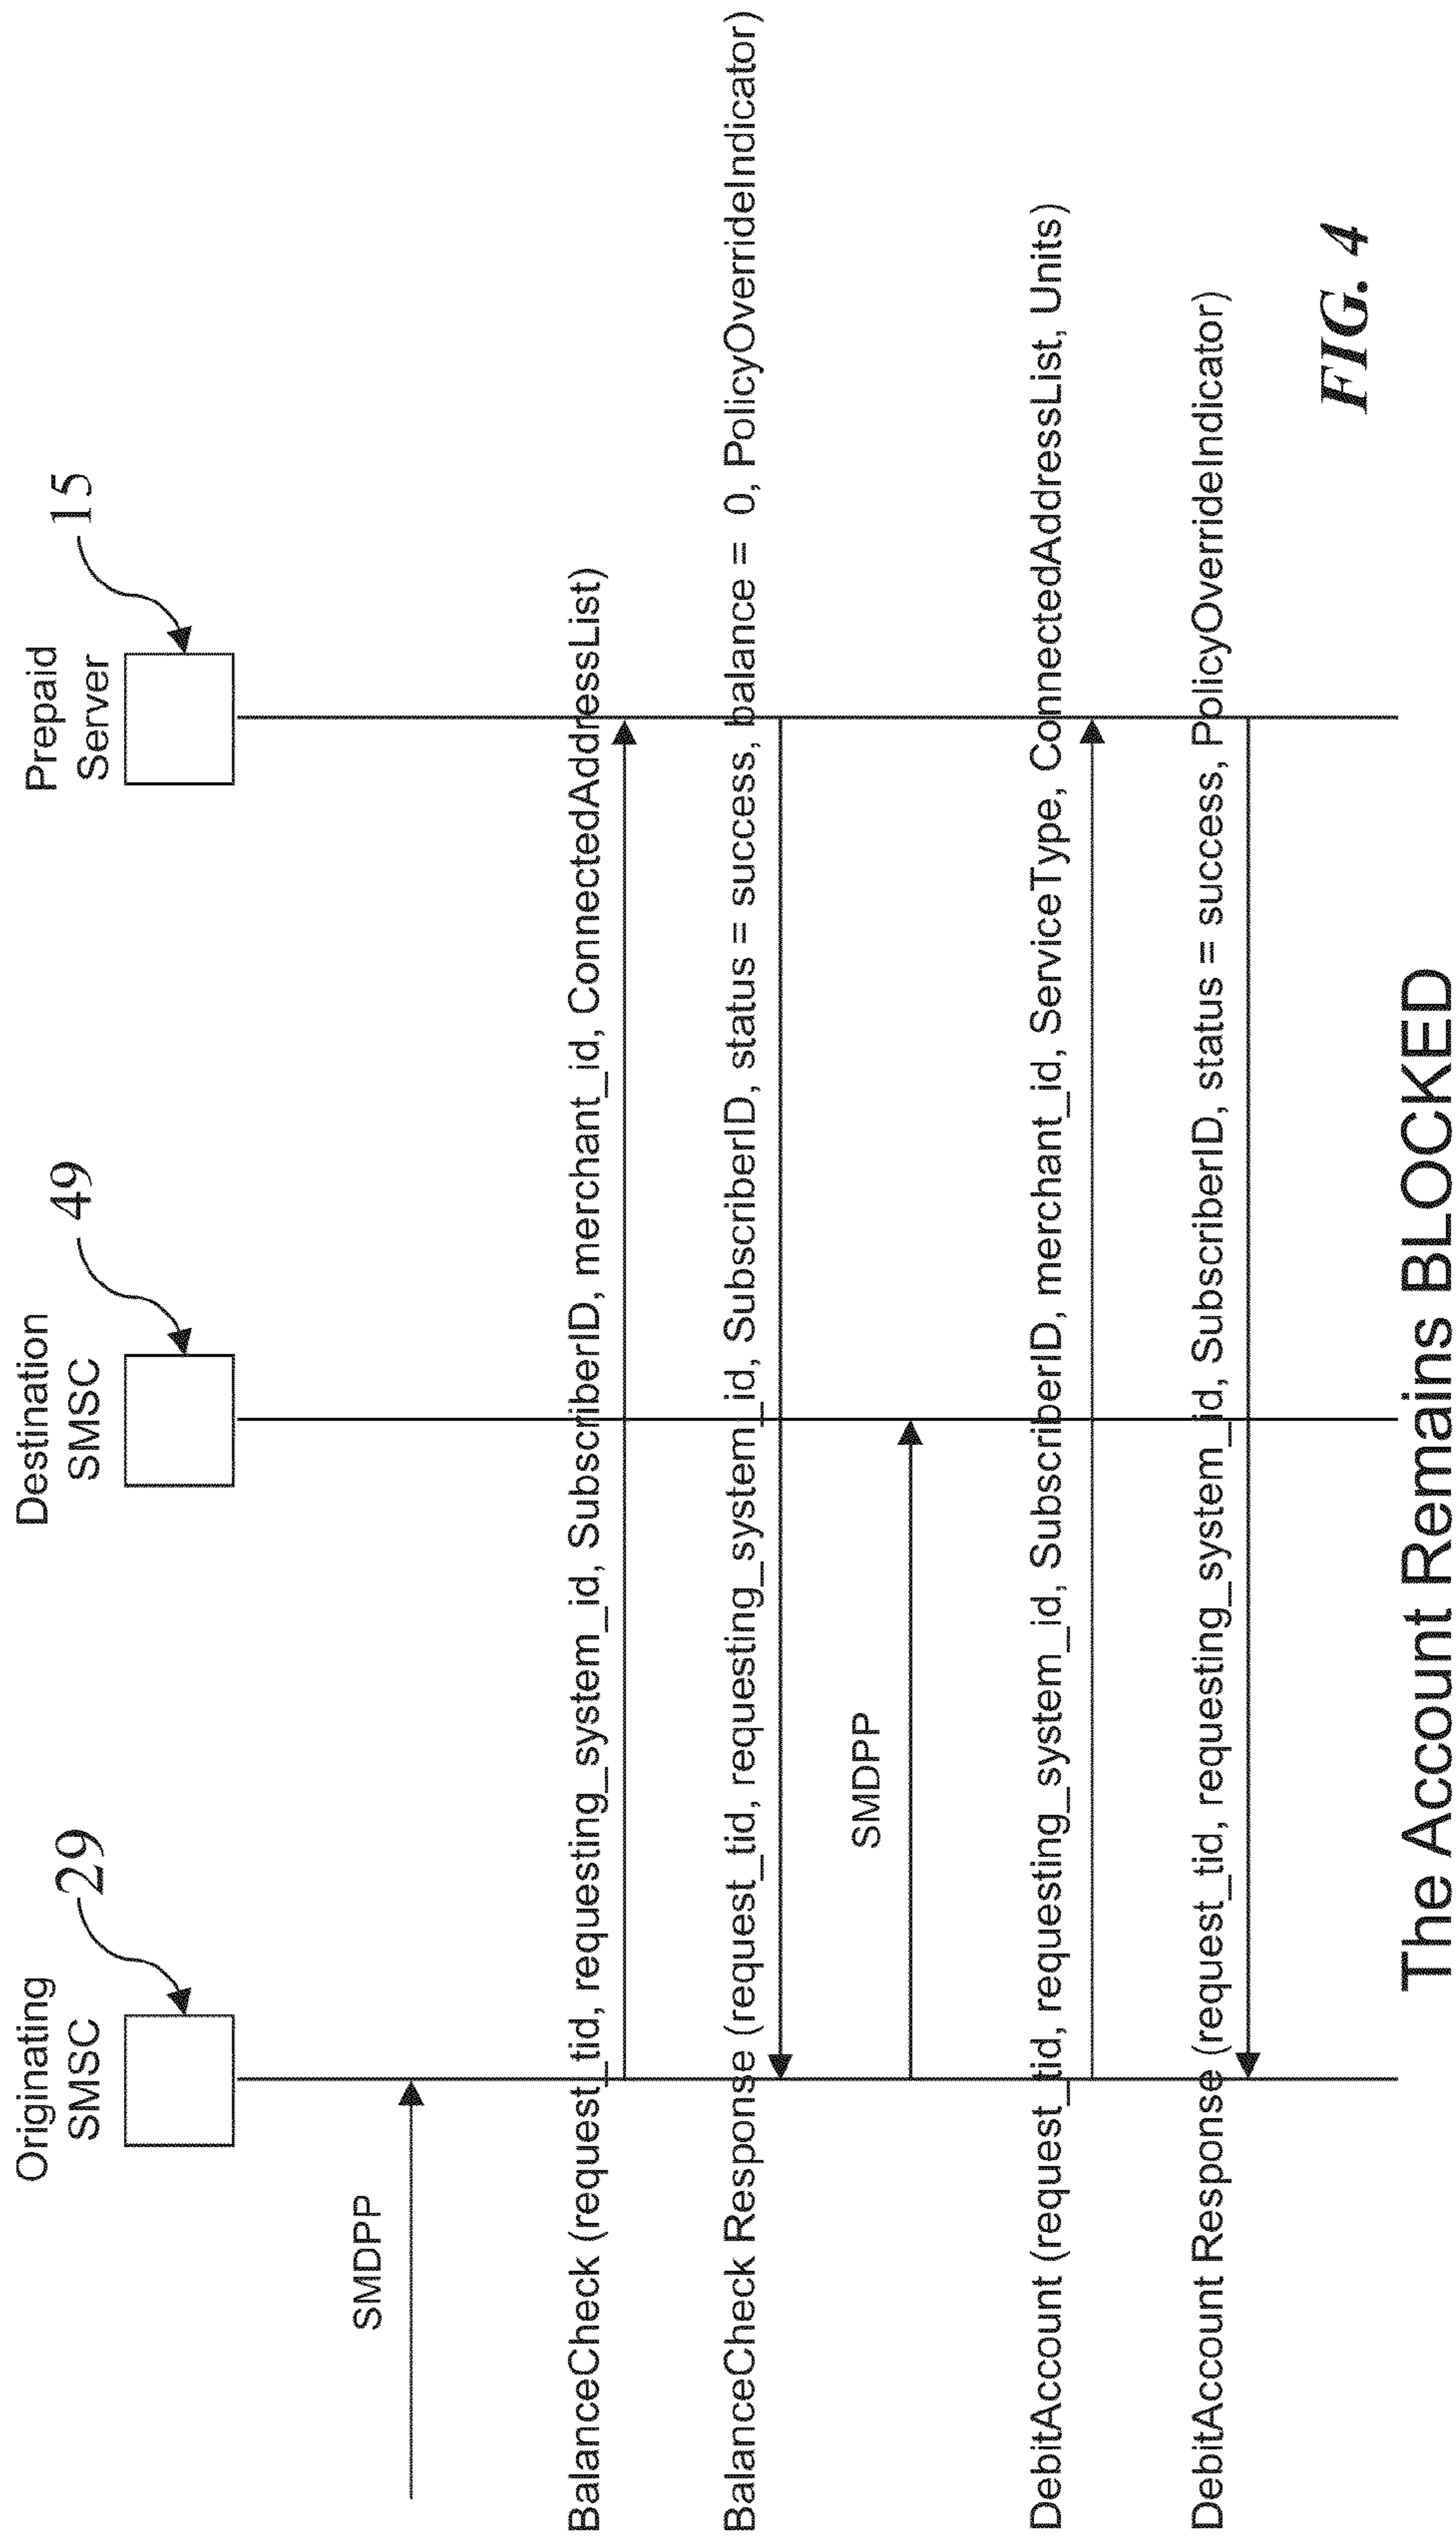 Originating
SMSC
29
Destination
SMSC
49
Prepaid
Server
15
SMDPP
BalanceCheck (request_tid, requesting_system_id, SubscriberID, merchant_id, ConnectedAddressList)
BalanceCheck Response (request_tid, requesting_system_id, SubscriberID, status = success, balance = 0, PolicyOverrideIndicator)
SMDPP
DebitAccount (request_tid, requesting_system_id, SubscriberID, merchant_id, ServiceType, ConnectedAddressList, Units)
DebitAccount Response (request_tid, requesting_system_id, SubscriberID, status = success, PolicyOverrideIndicator)
FIG. 4
The Account Remains BLOCKED